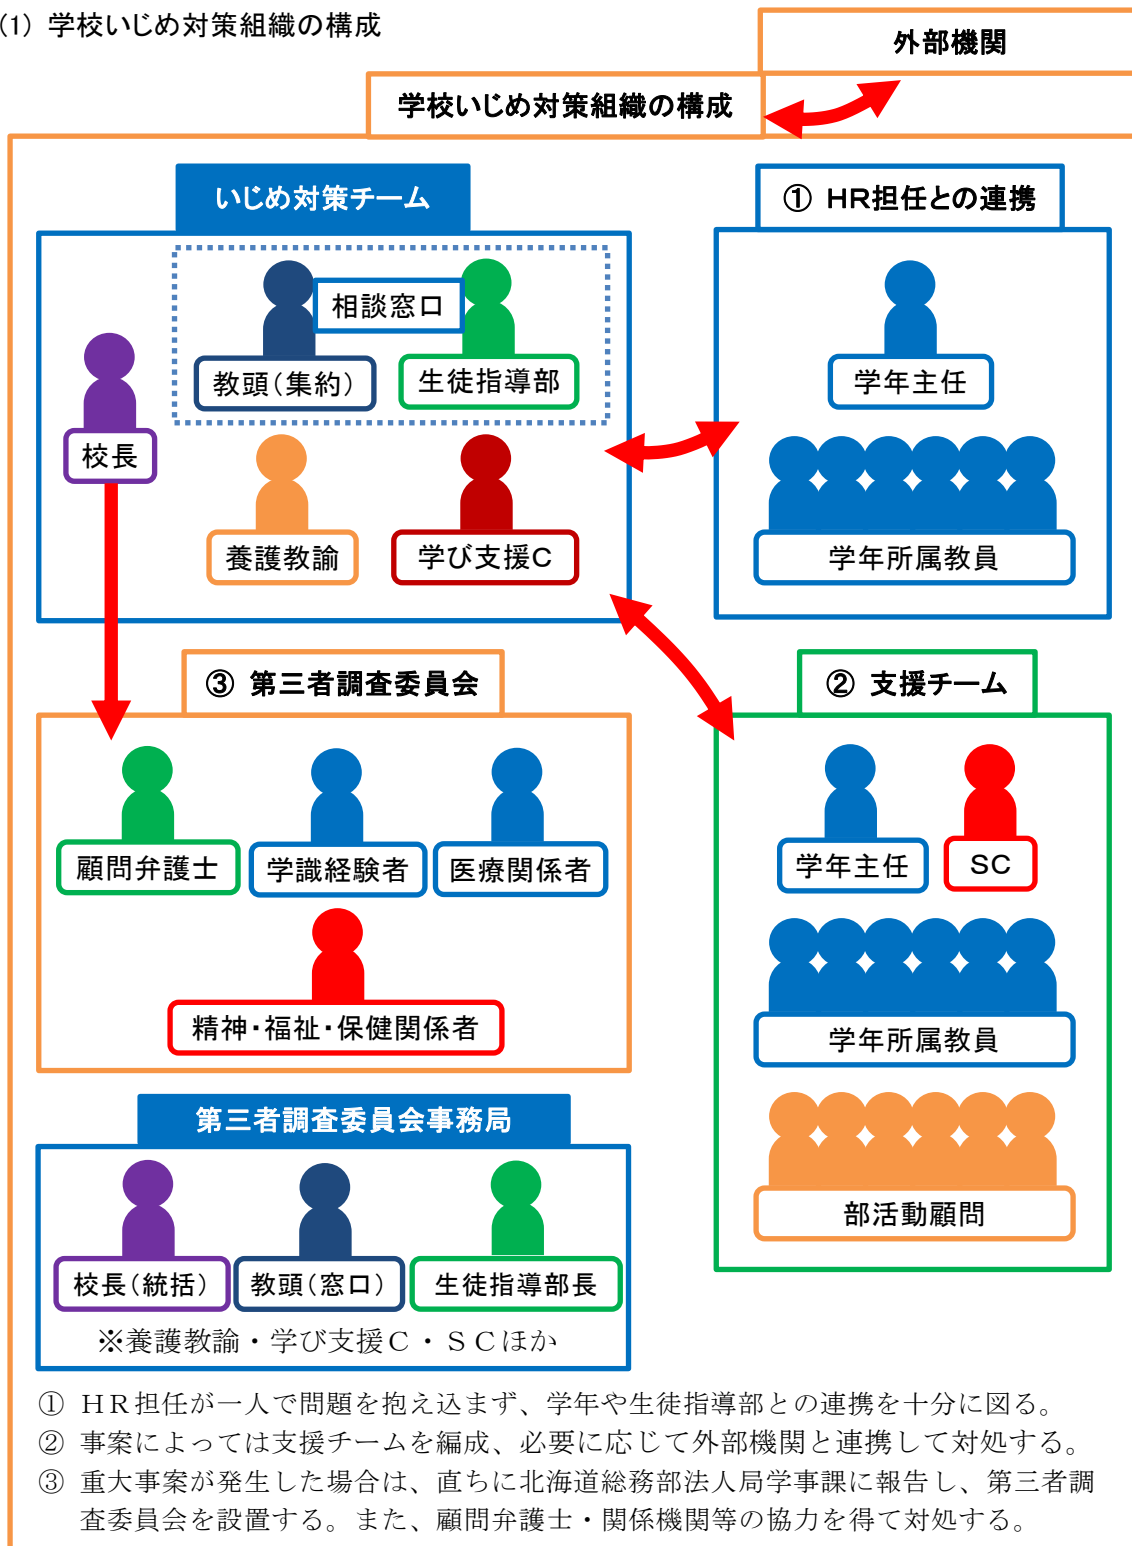 (1) 学校いじめ対策組織の構成
外部機関
学校いじめ対策組織の構成
いじめ対策チーム
相談窓口
教頭(集約)
生徒指導部
校長
養護教諭
学び支援C
① HR担任との連携
学年主任
学年所属教員
③ 第三者調査委員会
顧問弁護士
学識経験者
医療関係者
精神・福祉・保健関係者
② 支援チーム
学年主任
SC
学年所属教員
部活動顧問
第三者調査委員会事務局
校長(統括)
教頭(窓口)
生徒指導部長
※養護教諭・学び支援C・SCほか
① HR担任が一人で問題を抱え込まず、学年や生徒指導部との連携を十分に図る。
② 事案によっては支援チームを編成、必要に応じて外部機関と連携して対処する。
③ 重大事案が発生した場合は、直ちに北海道総務部法人局学事課に報告し、第三者調
査委員会を設置する。また、顧問弁護士・関係機関等の協力を得て対処する。